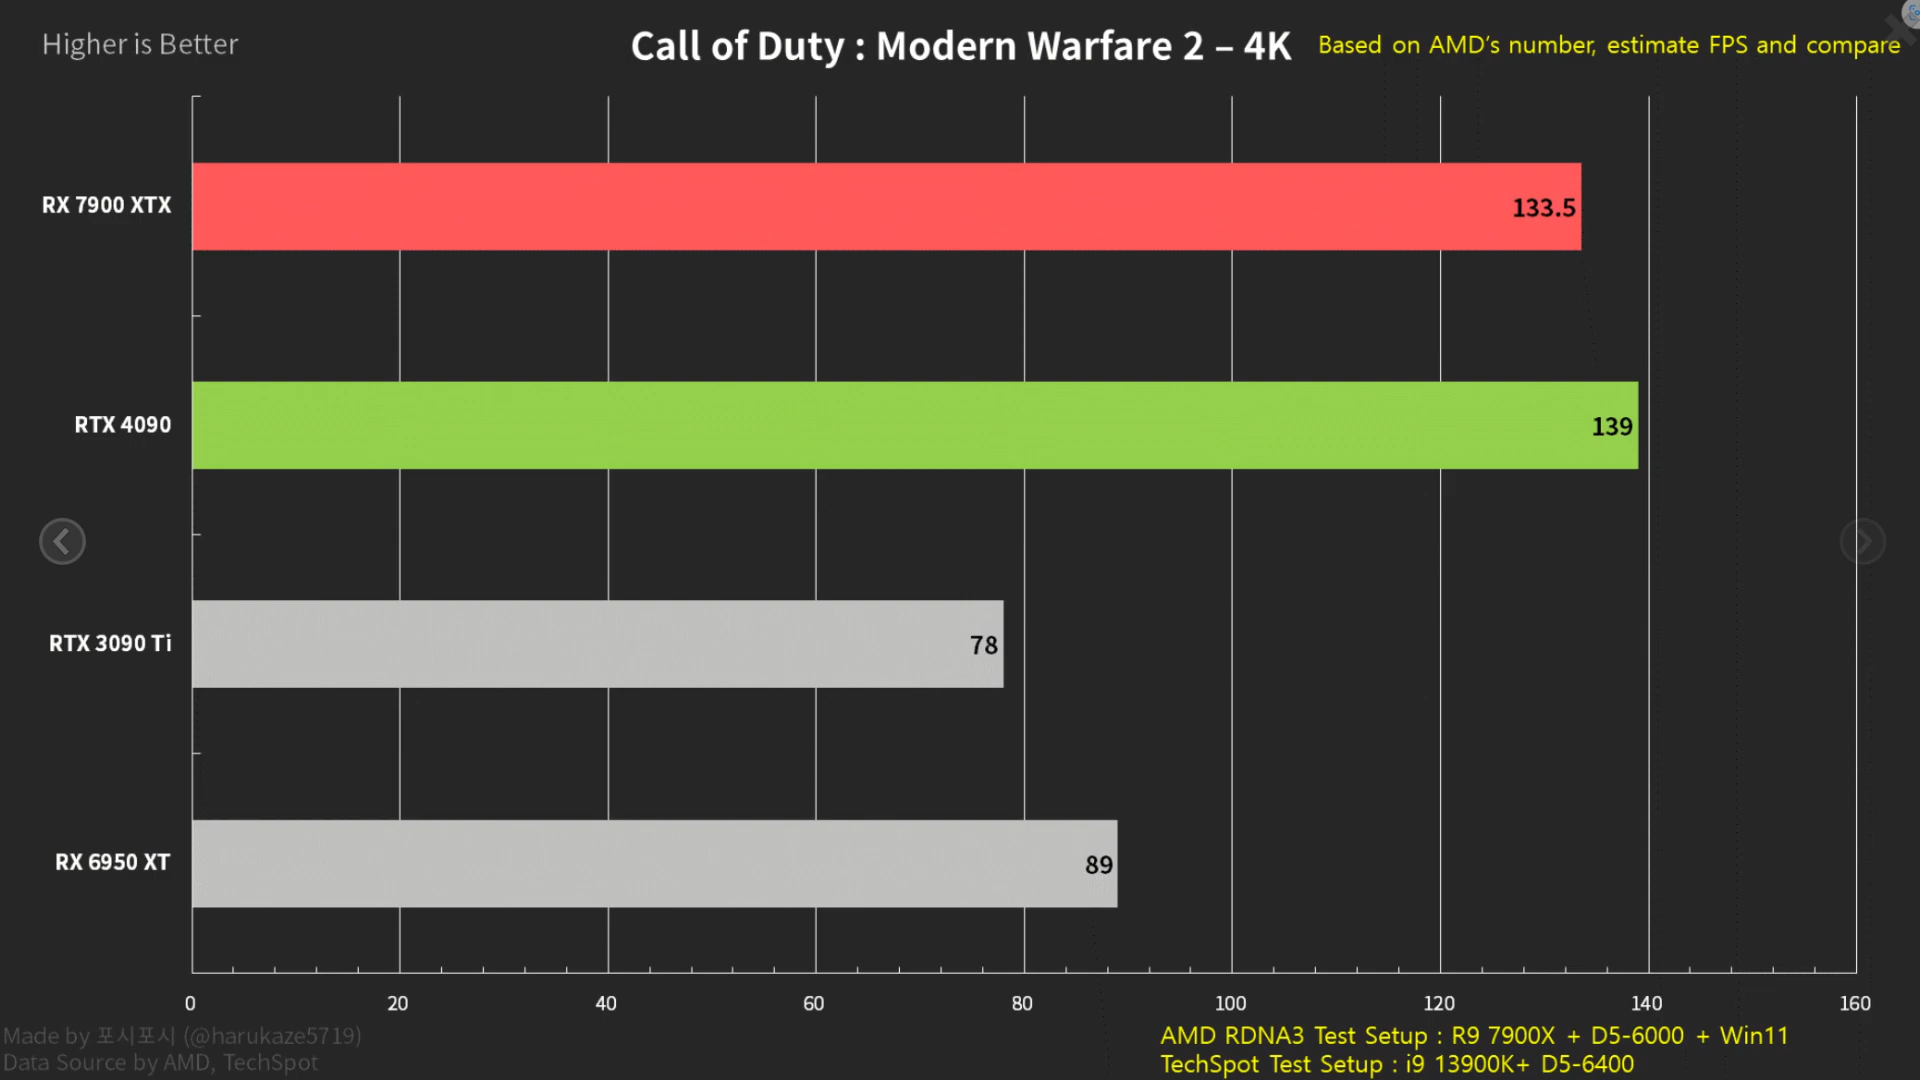 Higher is Better
Call of Duty : Modern Warfare 2 – 4K
Based on AMD's number, estimate FPS and compare
RX 7900 XTX
133.5
RTX 4090
139
RTX 3090 Ti
78
RX 6950 XT
89
0 20 40 60 80 100 120 140 160
Made by 포시포시 (@harukaze5719)
Data Source by AMD, TechSpot
AMD RDNA3 Test Setup : R9 7900X + D5-6000 + Win11
TechSpot Test Setup : i9 13900K+ D5-6400